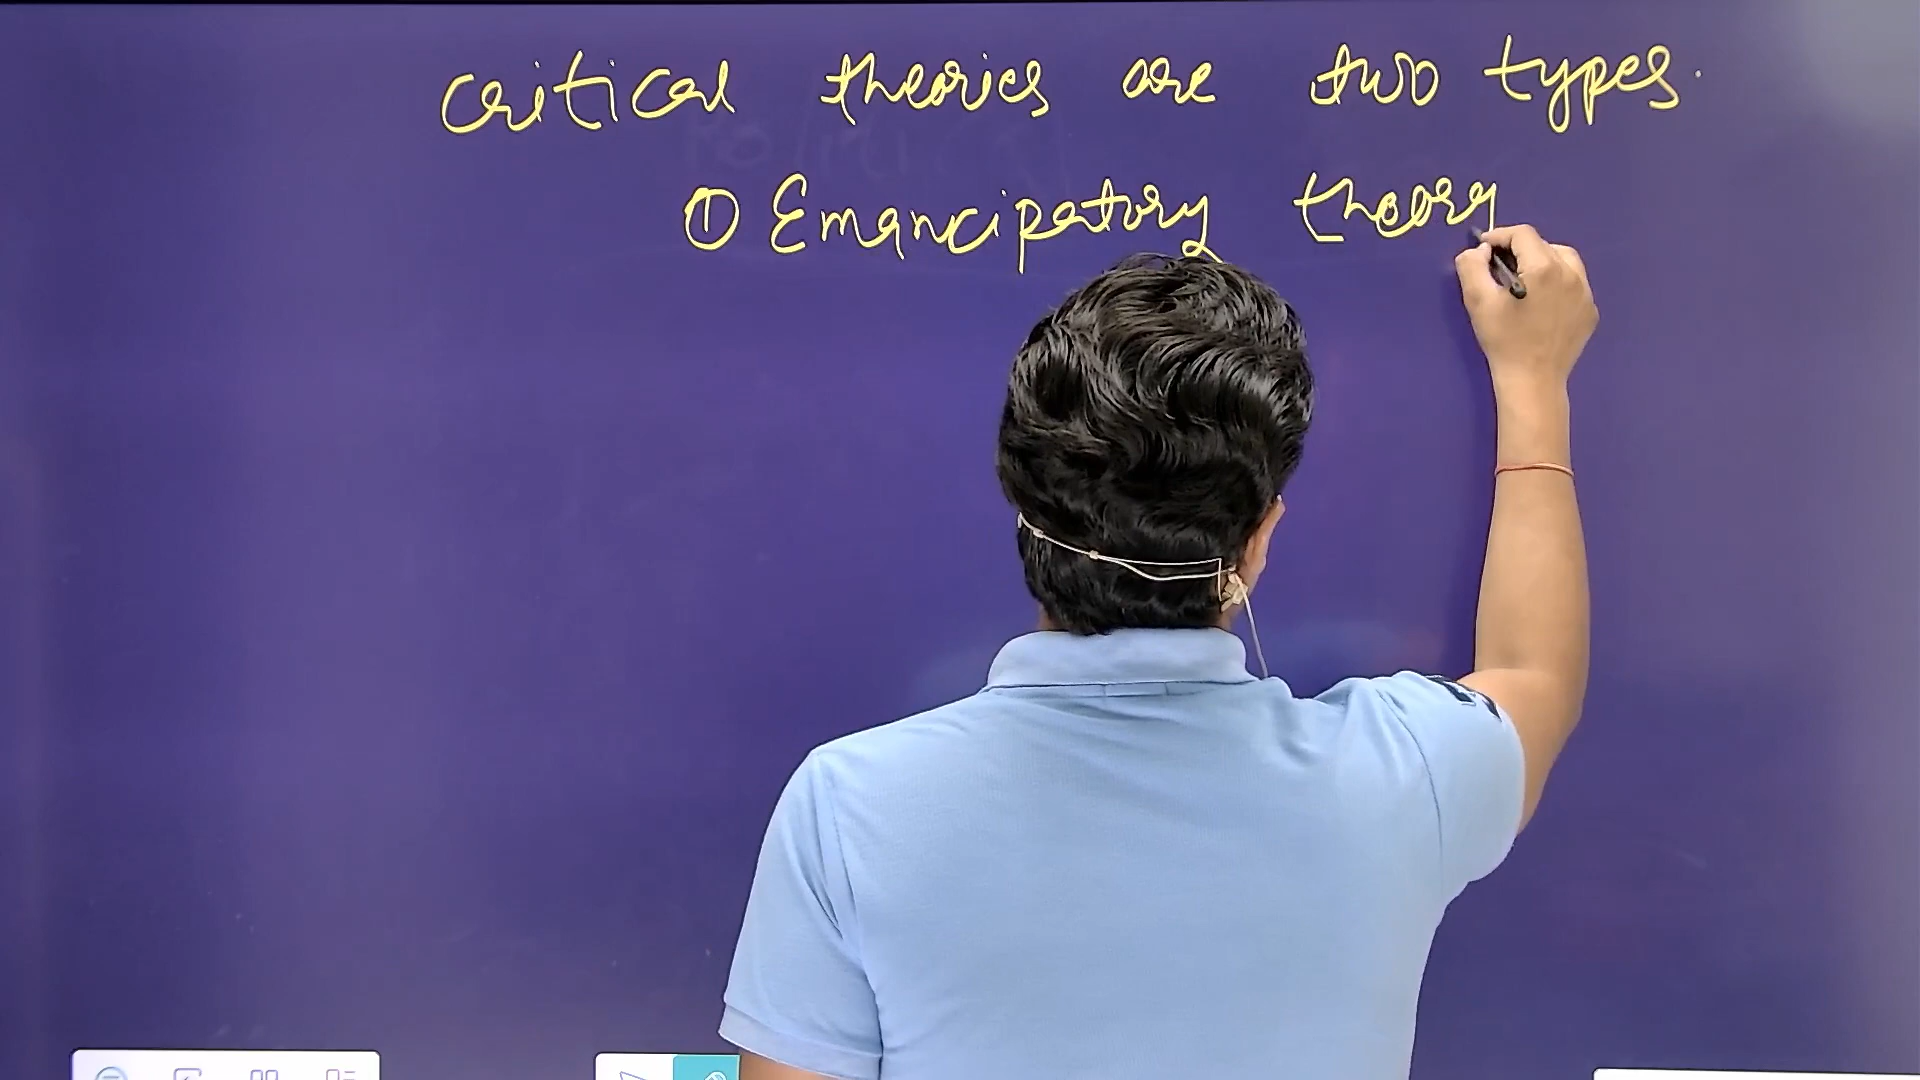 critical theories are two types.
① Emancipatory theory